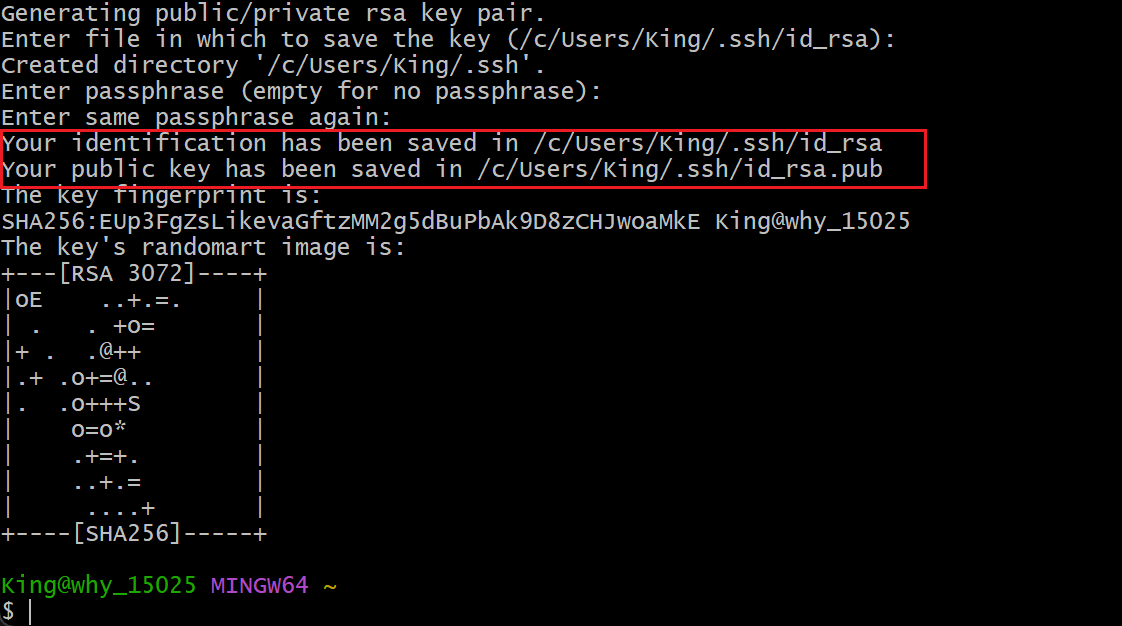 Generating public/private rsa key pair.
Enter file in which to save the key (/c/Users/King/.ssh/id_rsa):
Created directory '/c/Users/King/.ssh'.
Enter passphrase (empty for no passphrase):
Enter same passphrase again:
Your identification has been saved in /c/Users/King/.ssh/id_rsa
Your public key has been saved in /c/Users/King/.ssh/id_rsa.pub
The key fingerprint is:
SHA256:EUp3FgZsLikevaGftzMM2g5dBuPbAk9D8zCHJwoaMkE King@why_15025
The key's randomart image is:
+---[RSA 3072]----+
|oE    ..+.=.     |
| .   . +o=       |
|+ .  .@++        |
|.+ .o+=@..       |
|.  .o+++S        |
|    o=o*         |
|    .+=+.        |
|    ..+.=        |
|     ....+       |
+----[SHA256]-----+
King@why_15025 MINGW64 ~
$